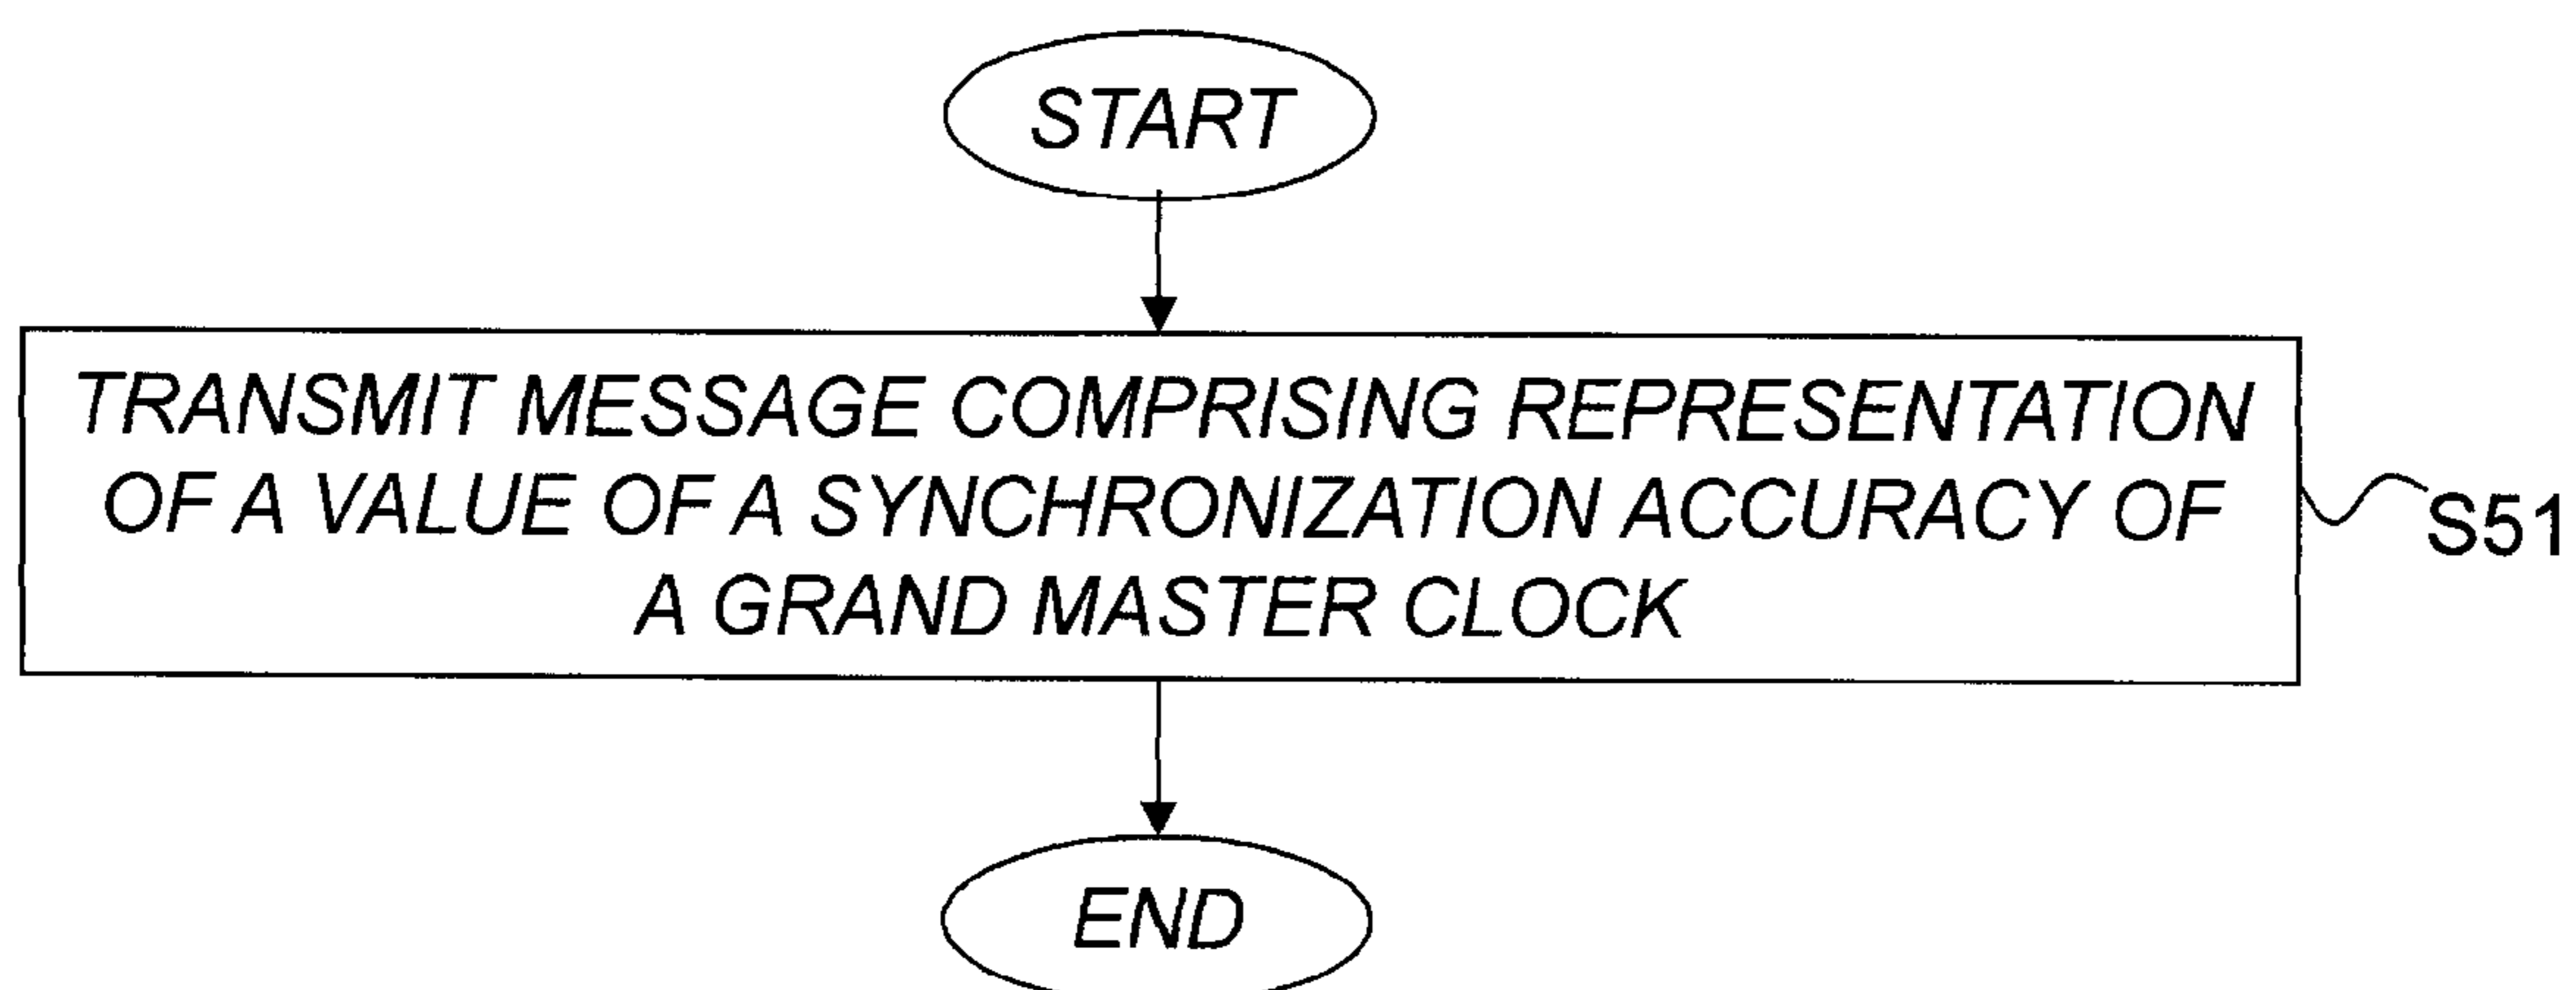 START
TRANSMIT MESSAGE COMPRISING REPRESENTATION
OF A VALUE OF A SYNCHRONIZATION ACCURACY OF
A GRAND MASTER CLOCK
S51
END